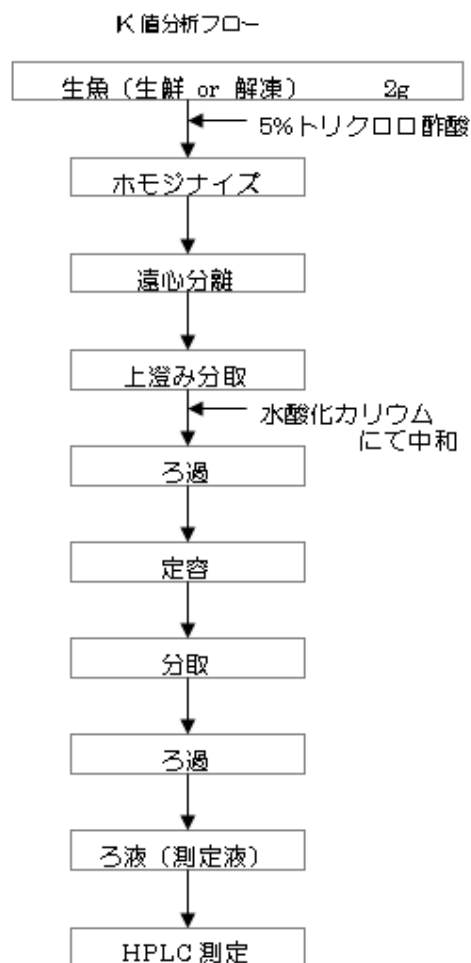 K値分析フロー
生魚（生鮮 or 解凍） 2g
5%トリクロロ酢酸
ホモジナイズ
遠心分離
上澄み分取
水酸化カリウム
にて中和
ろ過
定容
分取
ろ過
ろ液（測定液）
HPLC 測定